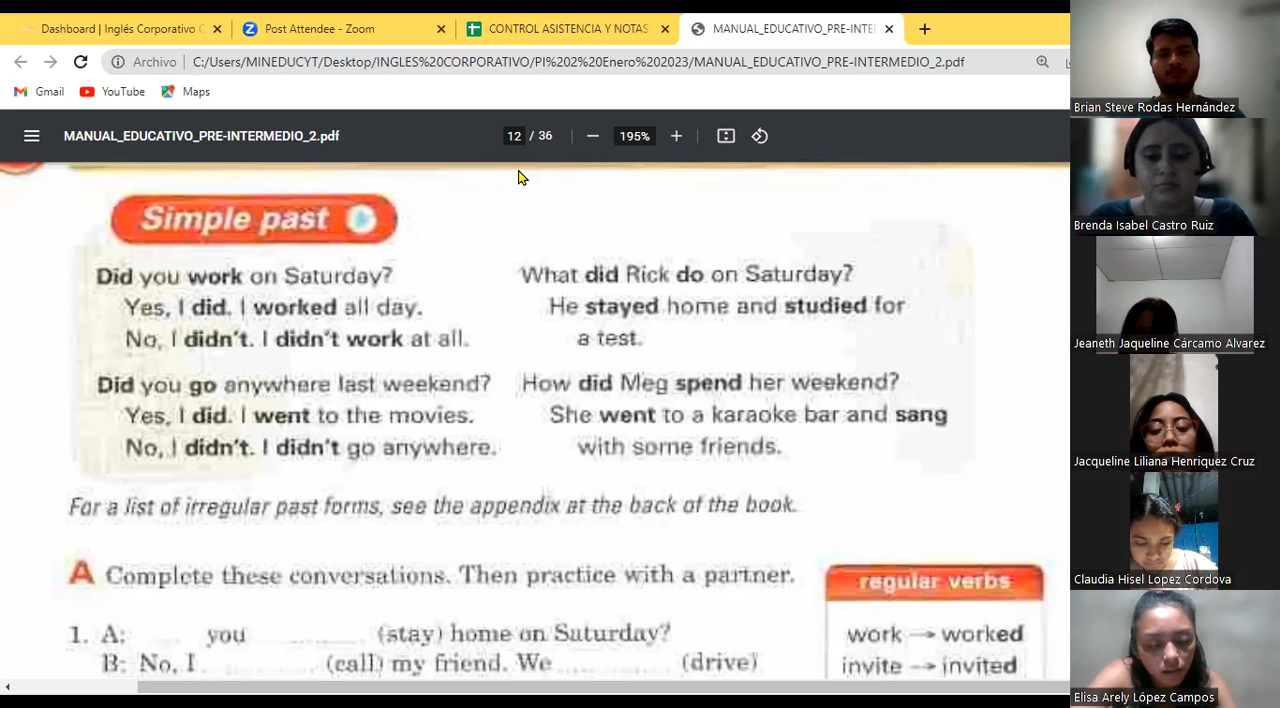 Dashboard | Inglés Corporativo
Post Attendee - Zoom
CONTROL ASISTENCIA Y NOTAS
MANUAL_EDUCATIVO_PRE-INTER
Archivo
C:/Users/MINEDUCYT/Desktop/INGLES%20CORPORATIVO/PI%202%20Enero%202023/MANUAL_EDUCATIVO_PRE-INTERMEDIO_2.pdf
Gmail
YouTube
Maps
MANUAL_EDUCATIVO_PRE-INTERMEDIO_2.pdf
12 / 36
195%
Simple past
Did you work on Saturday?
Yes, I did. I worked all day.
No, I didn't. I didn't work at all.
Did you go anywhere last weekend?
Yes, I did. I went to the movies.
No, I didn't. I didn't go anywhere.
What did Rick do on Saturday?
He stayed home and studied for
a test.
How did Meg spend her weekend?
She went to a karaoke bar and sang
with some friends.
For a list of irregular past forms, see the appendix at the back of the book.
A Complete these conversations. Then practice with a partner.
1. A: you (stay) home on Saturday?
B: No, I (call) my friend. We (drive)
regular verbs
work → worked
invite → invited
Brian Steve Rodas Hernández
Brenda Isabel Castro Ruiz
Jeaneth Jaqueline Cárcamo Alvarez
Jacqueline Liliana Henriquez Cruz
Claudia Hisel Lopez Cordova
Elisa Arely López Campos